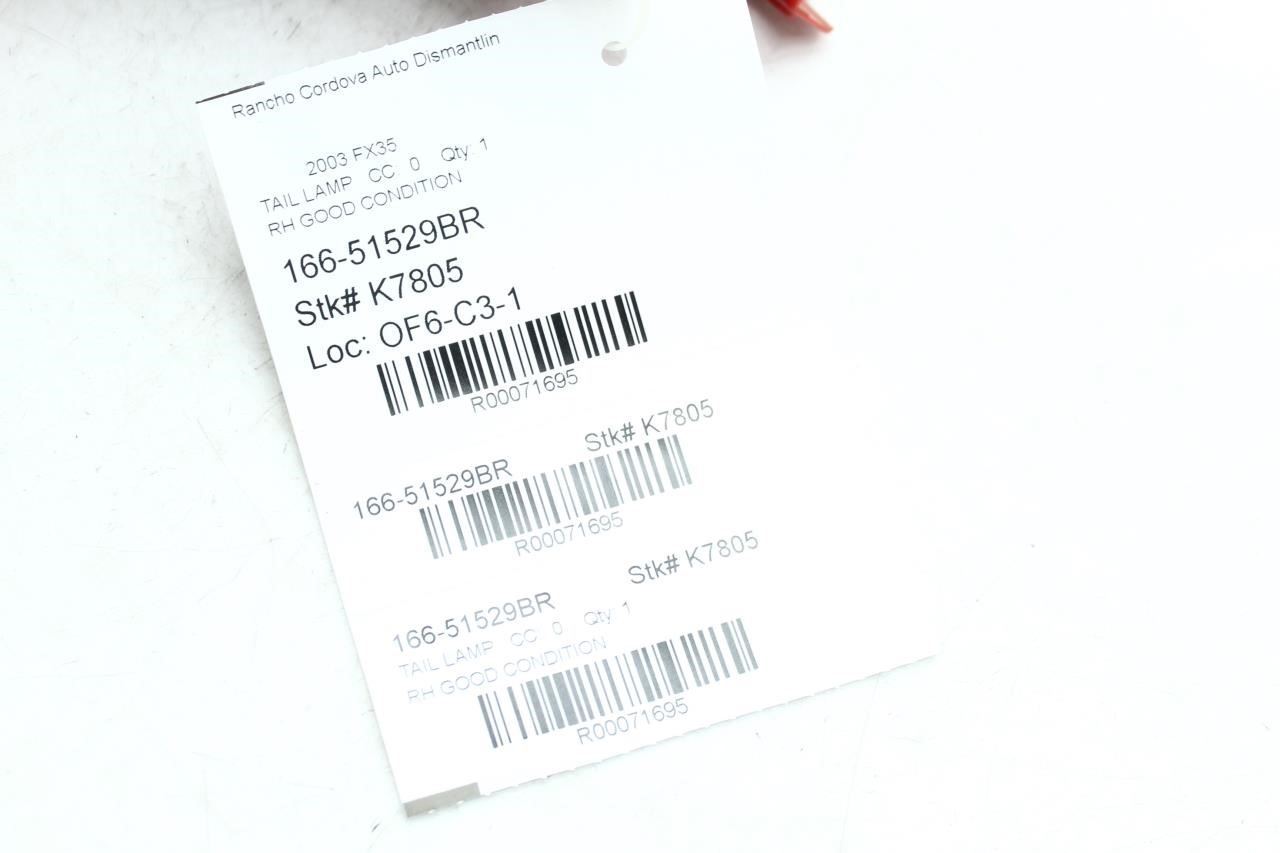 Rancho Cordova Auto Dismantlin
2003 FX35
TAIL LAMP CC: 0 Qty: 1
RH GOOD CONDITION
166-51529BR
Stk# K7805
Loc: OF6-C3-1
R00071695
166-51529BR Stk# K7805
R00071695
166-51529BR Stk# K7805
TAIL LAMP CC: 0 Qty: 1
RH GOOD CONDITION
R00071695